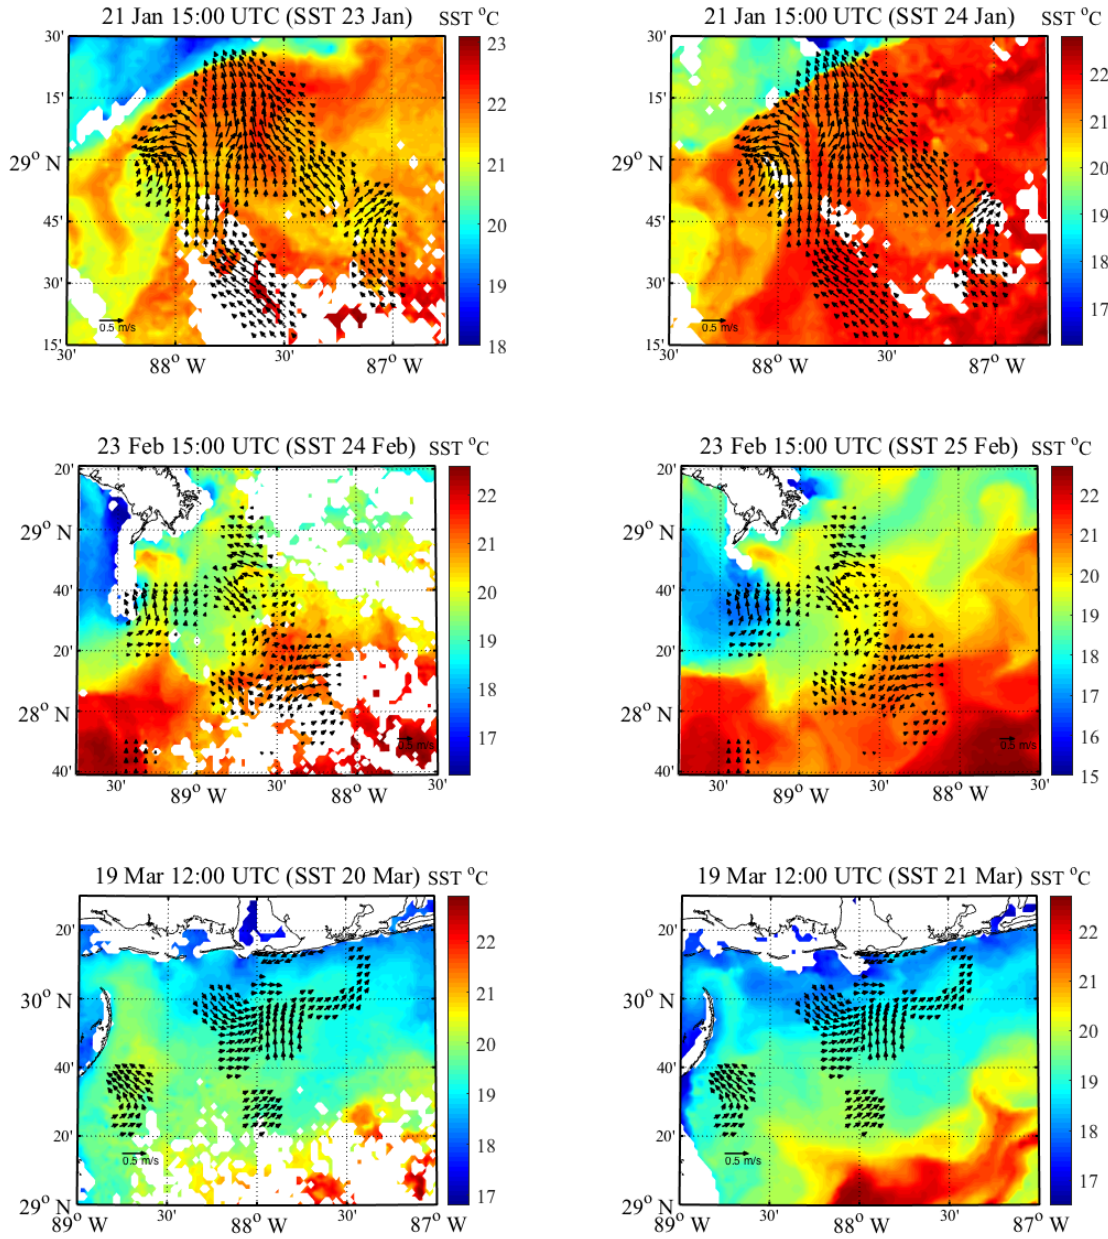 21 Jan 15:00 UTC (SST 23 Jan) SST °C
30'
15'
29° N
45'
30'
15'
0.5 m/s
30' 88° W 30' 87° W
23
22
21
20
19
18
21 Jan 15:00 UTC (SST 24 Jan) SST °C
30'
15'
29° N
45'
30'
15'
0.5 m/s
30' 88° W 30' 87° W
22
21
20
19
18
17
23 Feb 15:00 UTC (SST 24 Feb) SST °C
20'
29° N
40'
20'
28° N
40'
0.5 m/s
30' 89° W 30' 88° W 30'
22
21
20
19
18
17
23 Feb 15:00 UTC (SST 25 Feb) SST °C
20'
29° N
40'
20'
28° N
40'
0.5 m/s
30' 89° W 30' 88° W 30'
22
21
20
19
18
17
16
15
19 Mar 12:00 UTC (SST 20 Mar) SST °C
20'
30° N
40'
20'
29° N
0.5 m/s
89° W 30' 88° W 30' 87° W
22
21
20
19
18
17
19 Mar 12:00 UTC (SST 21 Mar) SST °C
20'
30° N
40'
20'
29° N
0.5 m/s
89° W 30' 88° W 30' 87° W
22
21
20
19
18
17